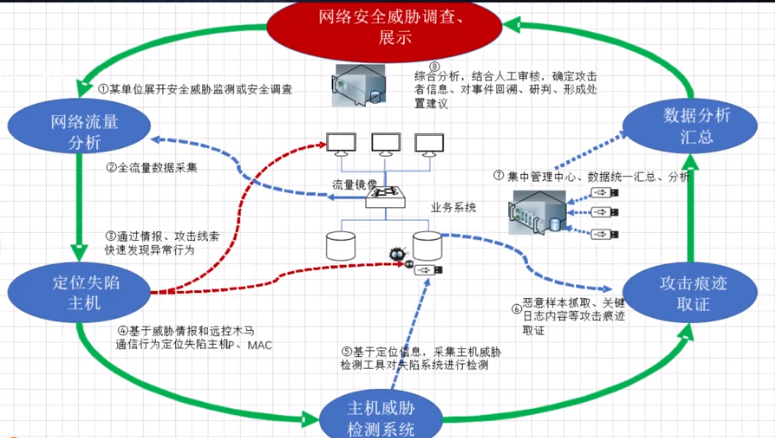 网络安全威胁调查、
展示
①某单位展开安全威胁监测或安全调查
⑧
综合分析，结合人工审核，确定攻击
者信息、对事件回溯、研判、形成处
置建议
网络流量
分析
数据分析
汇总
②全流量数据采集
流量镜像
业务系统
⑦ 集中管理中心、数据统一汇总、分析
③通过情报、攻击线索
快速发现异常行为
定位失陷
主机
攻击痕迹
取证
⑥
恶意样本抓取、关键
日志内容等攻击痕迹
取证
④基于威胁情报和远控木马
通信行为定位失陷主机IP、MAC
⑤基于定位信息，采集主机威胁
检测工具对失陷系统进行检测
主机威胁
检测系统